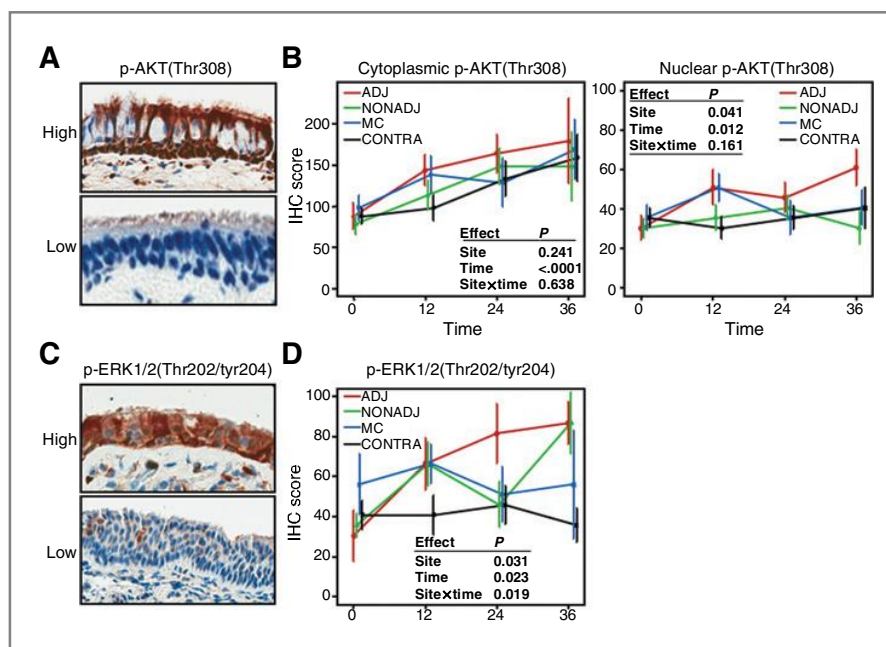 A
p-AKT(Thr308)
High
Low
B
Cytoplasmic p-AKT(Thr308)
ADJ
NONADJ
MC
CONTRA
IHC score
200
150
100
50
0
Effect P
Site 0.241
Time <.0001
Site×time 0.638
0 12 24 36
Time
Nuclear p-AKT(Thr308)
100
80
60
40
20
0
Effect P
Site 0.041
Time 0.012
Site×time 0.161
ADJ
NONADJ
MC
CONTRA
0 12 24 36
Time
C
p-ERK1/2(Thr202/tyr204)
High
Low
D
p-ERK1/2(Thr202/tyr204)
ADJ
NONADJ
MC
CONTRA
IHC score
100
80
60
40
20
0
Effect P
Site 0.031
Time 0.023
Site×time 0.019
0 12 24 36